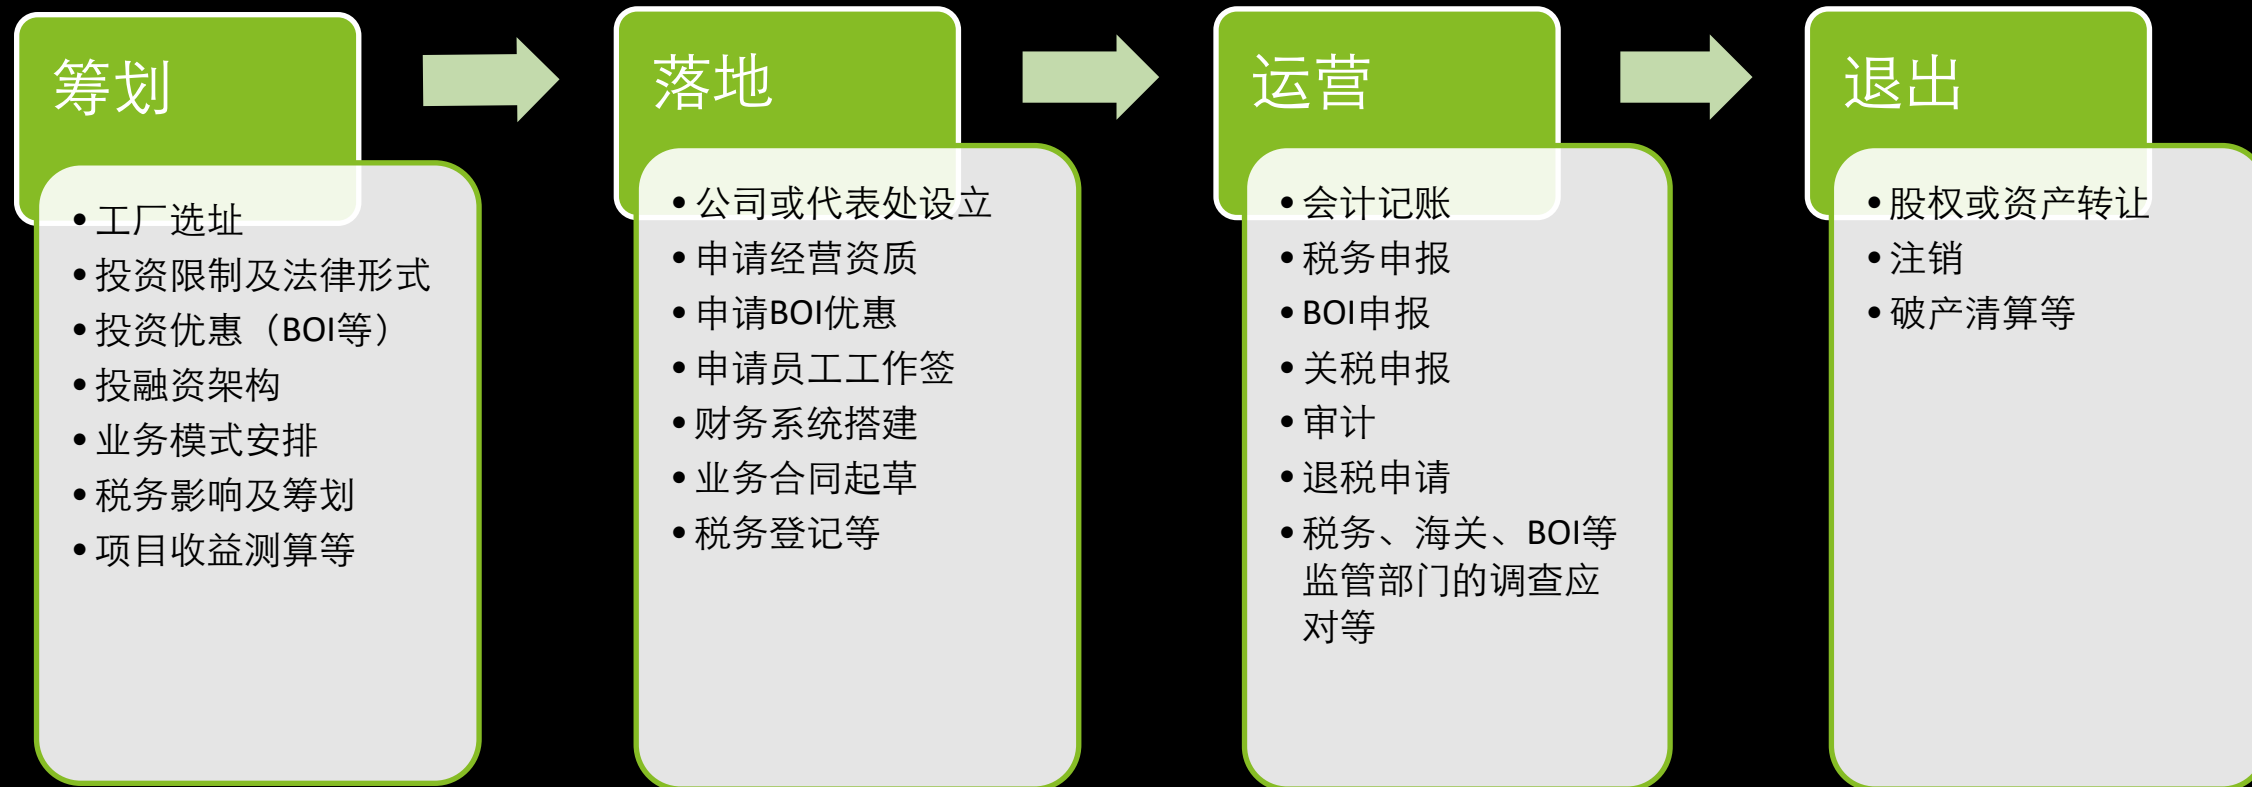 筹划
• 工厂选址
• 投资限制及法律形式
• 投资优惠（BOI等）
• 投融资架构
• 业务模式安排
• 税务影响及筹划
• 项目收益测算等
落地
• 公司或代表处设立
• 申请经营资质
• 申请BOI优惠
• 申请员工工作签
• 财务系统搭建
• 业务合同起草
• 税务登记等
运营
• 会计记账
• 税务申报
• BOI申报
• 关税申报
• 审计
• 退税申请
• 税务、海关、BOI等
监管部门的调查应
对等
退出
• 股权或资产转让
• 注销
• 破产清算等